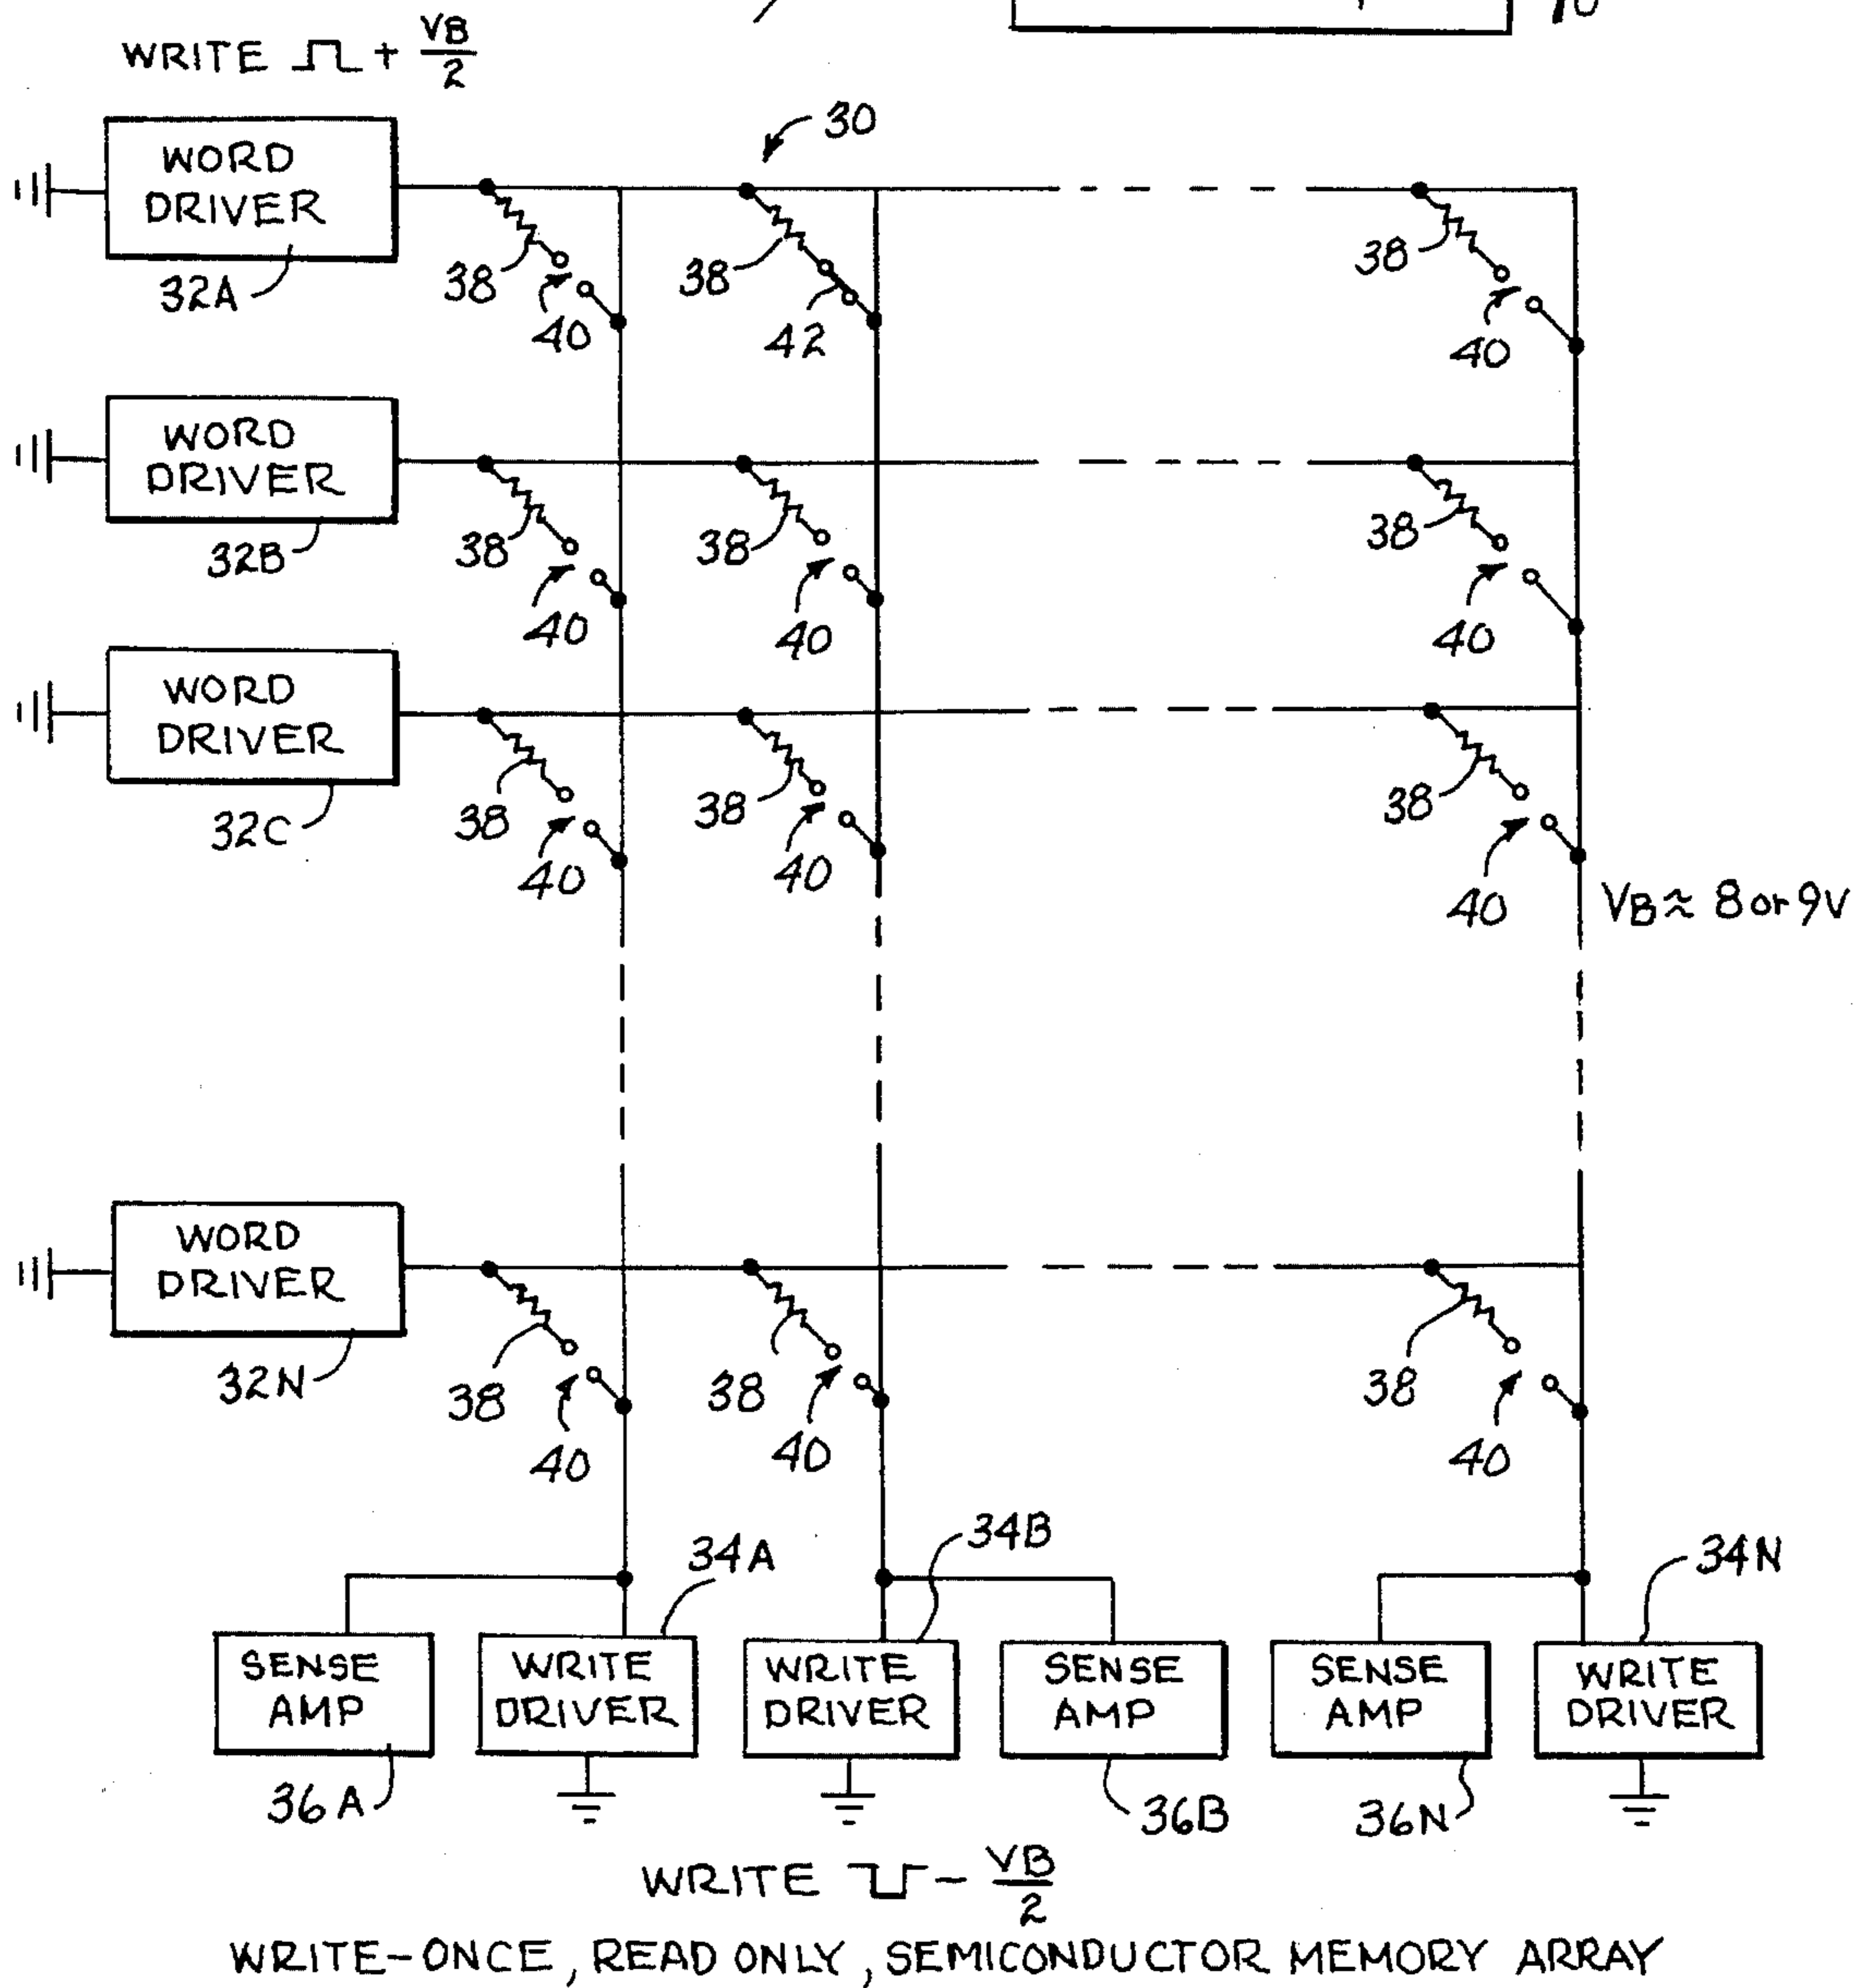 10
WRITE + VB/2
30
WORD DRIVER
32A
38
40
38
42
38
40
WORD DRIVER
32B
38
40
38
40
38
40
WORD DRIVER
32C
38
40
38
40
38
40
VB ≈ 8 or 9V
WORD DRIVER
32N
38
40
38
40
38
40
34A
34B
34N
SENSE AMP
WRITE DRIVER
WRITE DRIVER
SENSE AMP
SENSE AMP
WRITE DRIVER
36A
36B
36N
WRITE - VB/2
WRITE-ONCE, READ ONLY, SEMICONDUCTOR MEMORY ARRAY